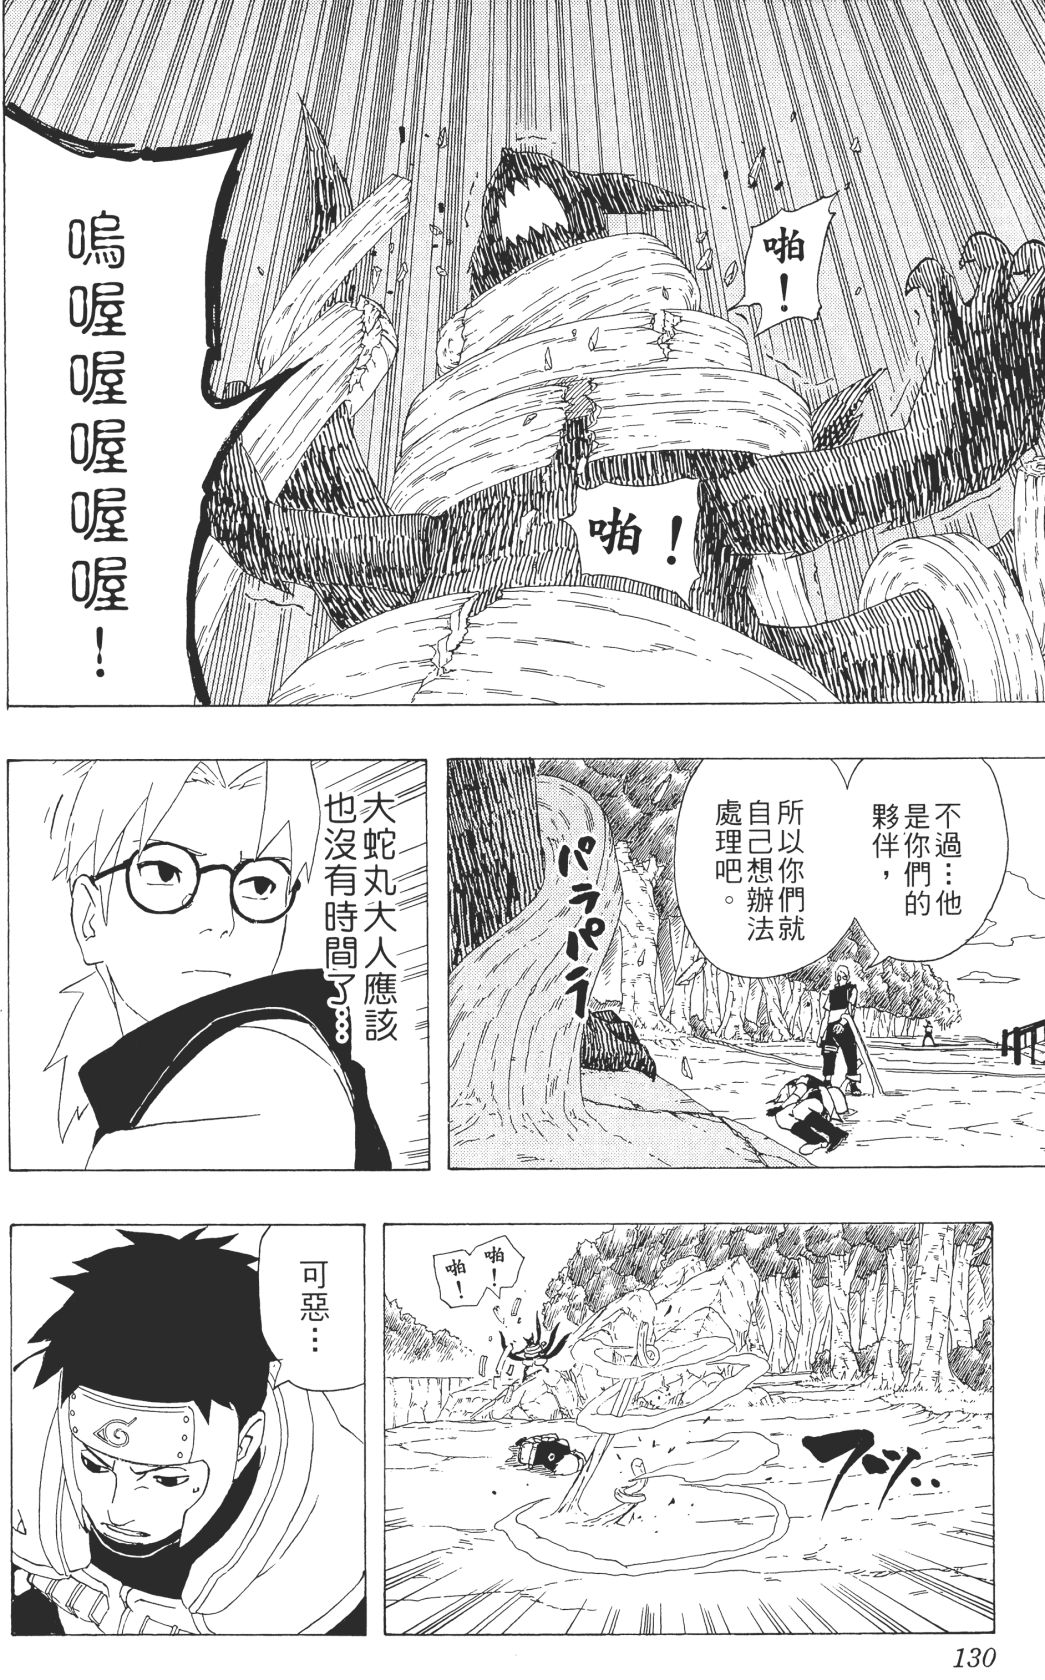 啪！
啪！
嗚喔喔喔喔喔！
不過…他
是你們的
夥伴，
所以你們就
自己想辦法
處理吧。
パラパラ
大蛇丸大人應該
也沒有時間了…
啪！
啪！
フッ…
可惡…
130